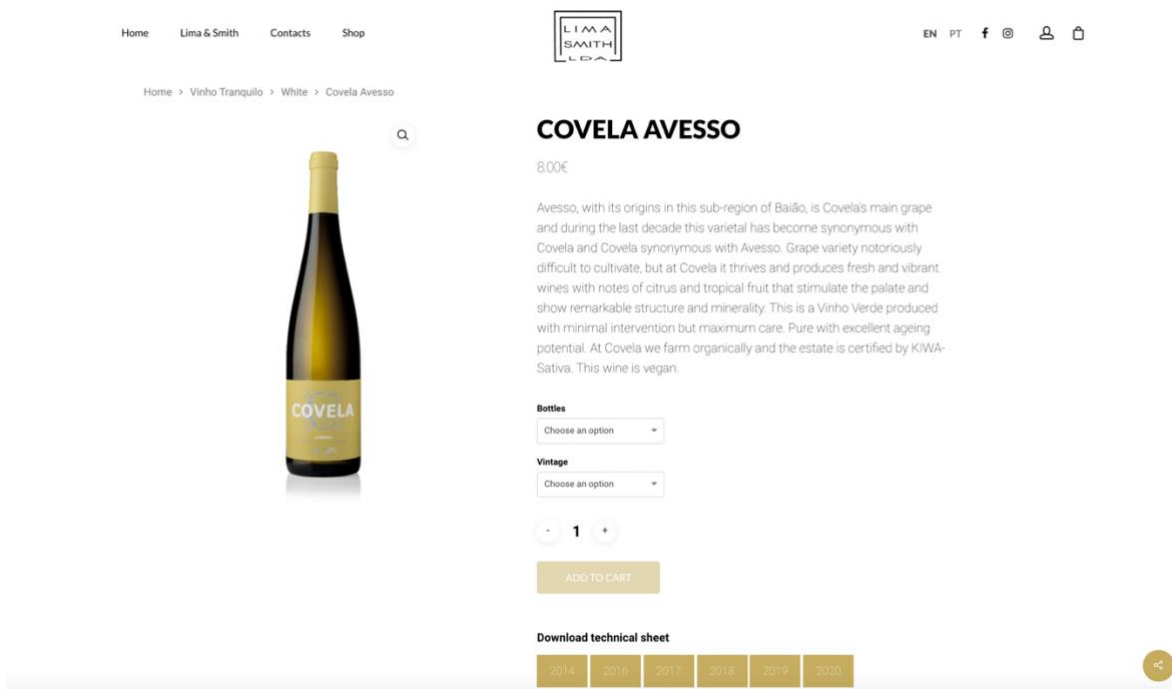 Home Lima & Smith Contacts Shop
LIMA
SMITH
LDA
EN PT
Home > Vinho Tranquilo > White > Covela Avesso
COVELA AVESSO
8.00€
Avesso, with its origins in this sub-region of Baião, is Covela's main grape
and during the last decade this varietal has become synonymous with
Covela and Covela synonymous with Avesso. Grape variety notoriously
difficult to cultivate, but at Covela it thrives and produces fresh and vibrant
wines with notes of citrus and tropical fruit that stimulate the palate and
show remarkable structure and minerality. This is a Vinho Verde produced
with minimal intervention but maximum care. Pure with excellent ageing
potential. At Covela we farm organically and the estate is certified by KIWA-
Sativa. This wine is vegan.
COVELA
Bottles
Choose an option
Vintage
Choose an option
- 1 +
ADD TO CART
Download technical sheet
2014 2016 2017 2018 2019 2020